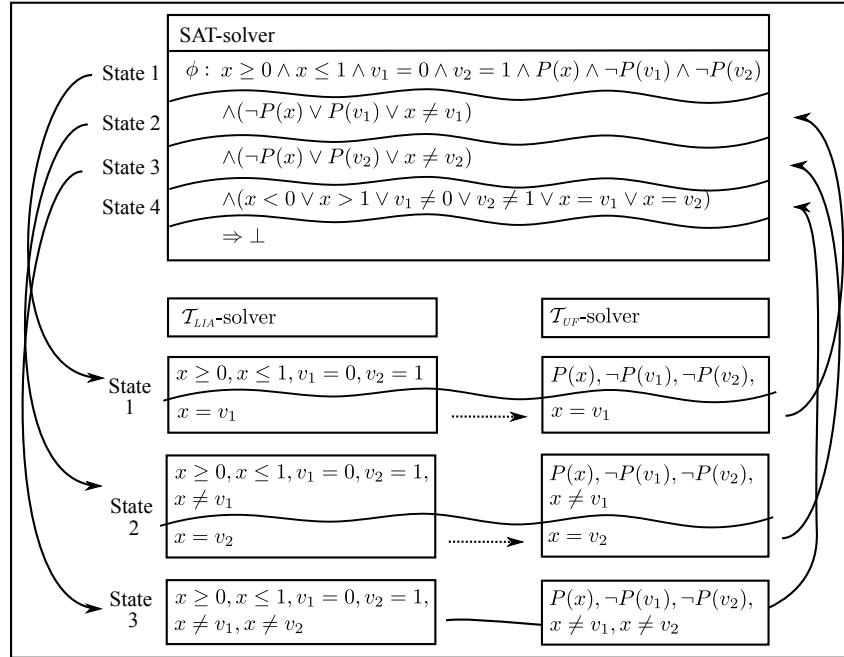 SAT-solver
State 1 ϕ : x ≥ 0 ∧ x ≤ 1 ∧ v₁ = 0 ∧ v₂ = 1 ∧ P(x) ∧ ¬P(v₁) ∧ ¬P(v₂)
State 2 ∧(¬P(x) ∨ P(v₁) ∨ x ≠ v₁)
State 3 ∧(¬P(x) ∨ P(v₂) ∨ x ≠ v₂)
State 4 ∧(x < 0 ∨ x > 1 ∨ v₁ ≠ 0 ∨ v₂ ≠ 1 ∨ x = v₁ ∨ x = v₂)
⇒ ⊥
𝒯_LIA-solver
𝒯_UF-solver
State
1
x ≥ 0, x ≤ 1, v₁ = 0, v₂ = 1
x = v₁
P(x), ¬P(v₁), ¬P(v₂),
x = v₁
State
2
x ≥ 0, x ≤ 1, v₁ = 0, v₂ = 1,
x ≠ v₁
x = v₂
P(x), ¬P(v₁), ¬P(v₂),
x ≠ v₁
x = v₂
State
3
x ≥ 0, x ≤ 1, v₁ = 0, v₂ = 1,
x ≠ v₁, x ≠ v₂
P(x), ¬P(v₁), ¬P(v₂),
x ≠ v₁, x ≠ v₂